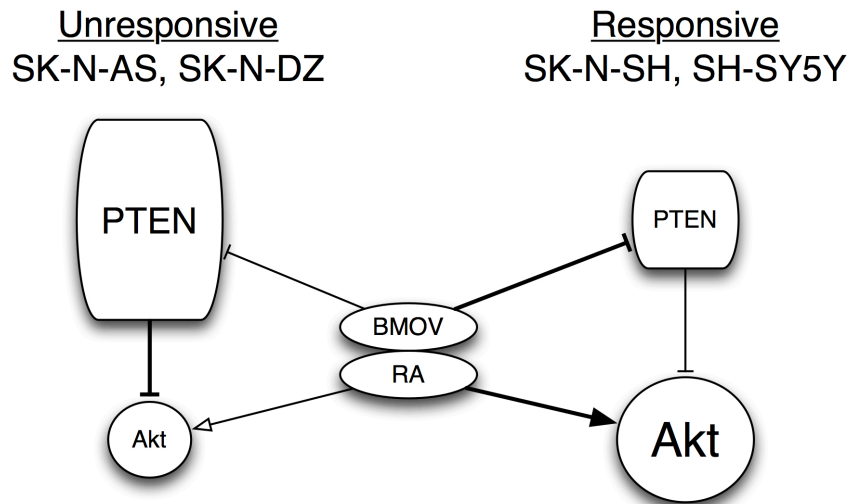 Unresponsive
SK-N-AS, SK-N-DZ
Responsive
SK-N-SH, SH-SY5Y
PTEN
PTEN
BMOV
RA
Akt
Akt